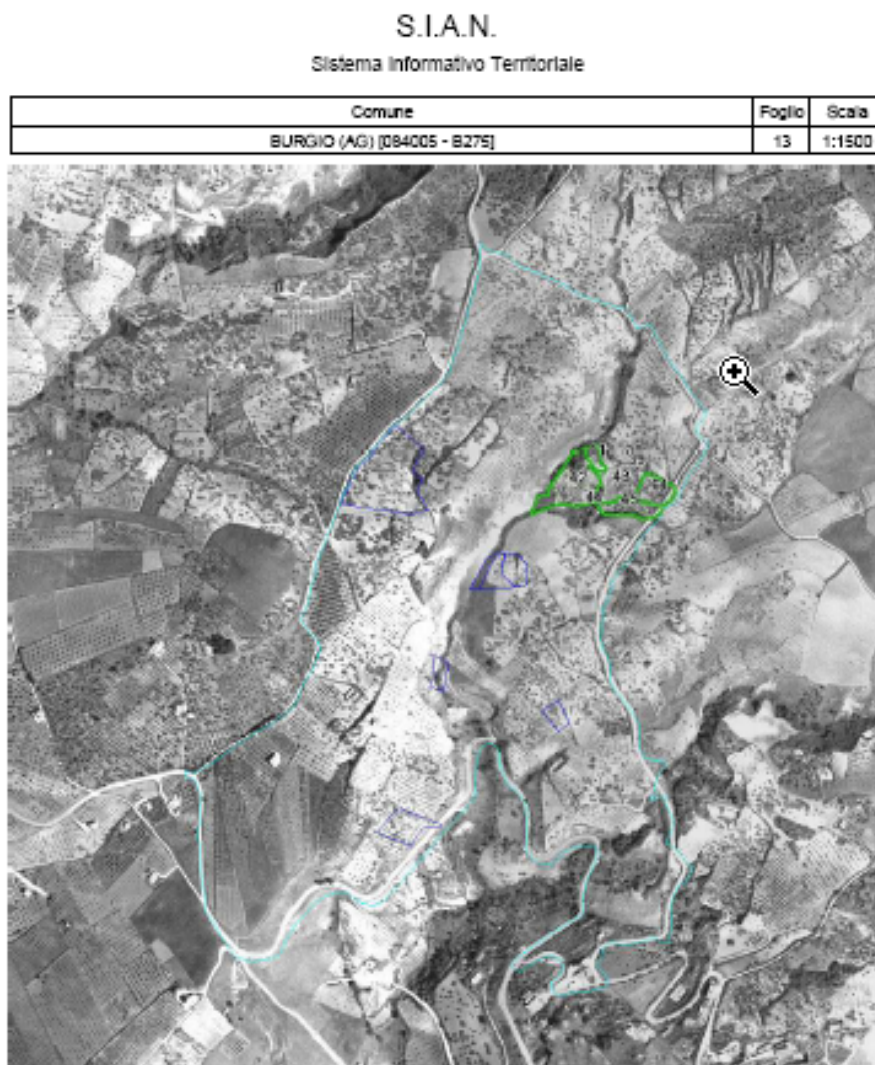 S.I.A.N.
Sistema Informativo Territoriale
Comune Foglio Scala
BURGIO (AG) [084005 - B275] 13 1:1500